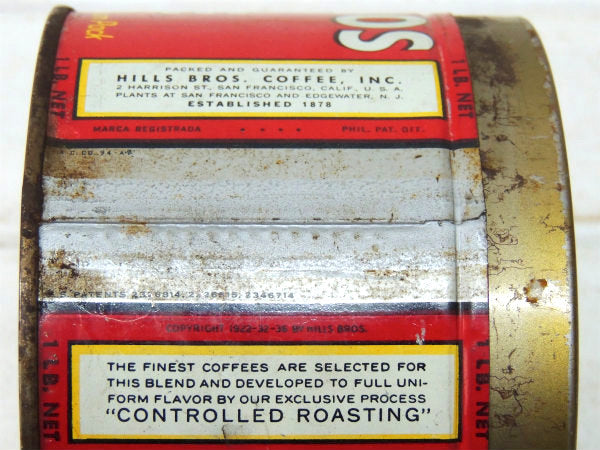 OS
PACKED AND GUARANTEED BY
HILLS BROS. COFFEE, INC.
2 HARRISON ST., SAN FRANCISCO, CALIF., U. S. A.
PLANTS AT SAN FRANCISCO AND EDGEWATER, N. J.
ESTABLISHED 1878
1 LB. NET
1 LB. NET
MARCA REGISTRADA • • • • PHIL. PAT. OFF.
PATENTS 2346714
COPYRIGHT 1922-32-36 BY HILLS BROS.
THE FINEST COFFEES ARE SELECTED FOR
THIS BLEND AND DEVELOPED TO FULL UNI-
FORM FLAVOR BY OUR EXCLUSIVE PROCESS
"CONTROLLED ROASTING"
1 LB. NET
1 LB. NET